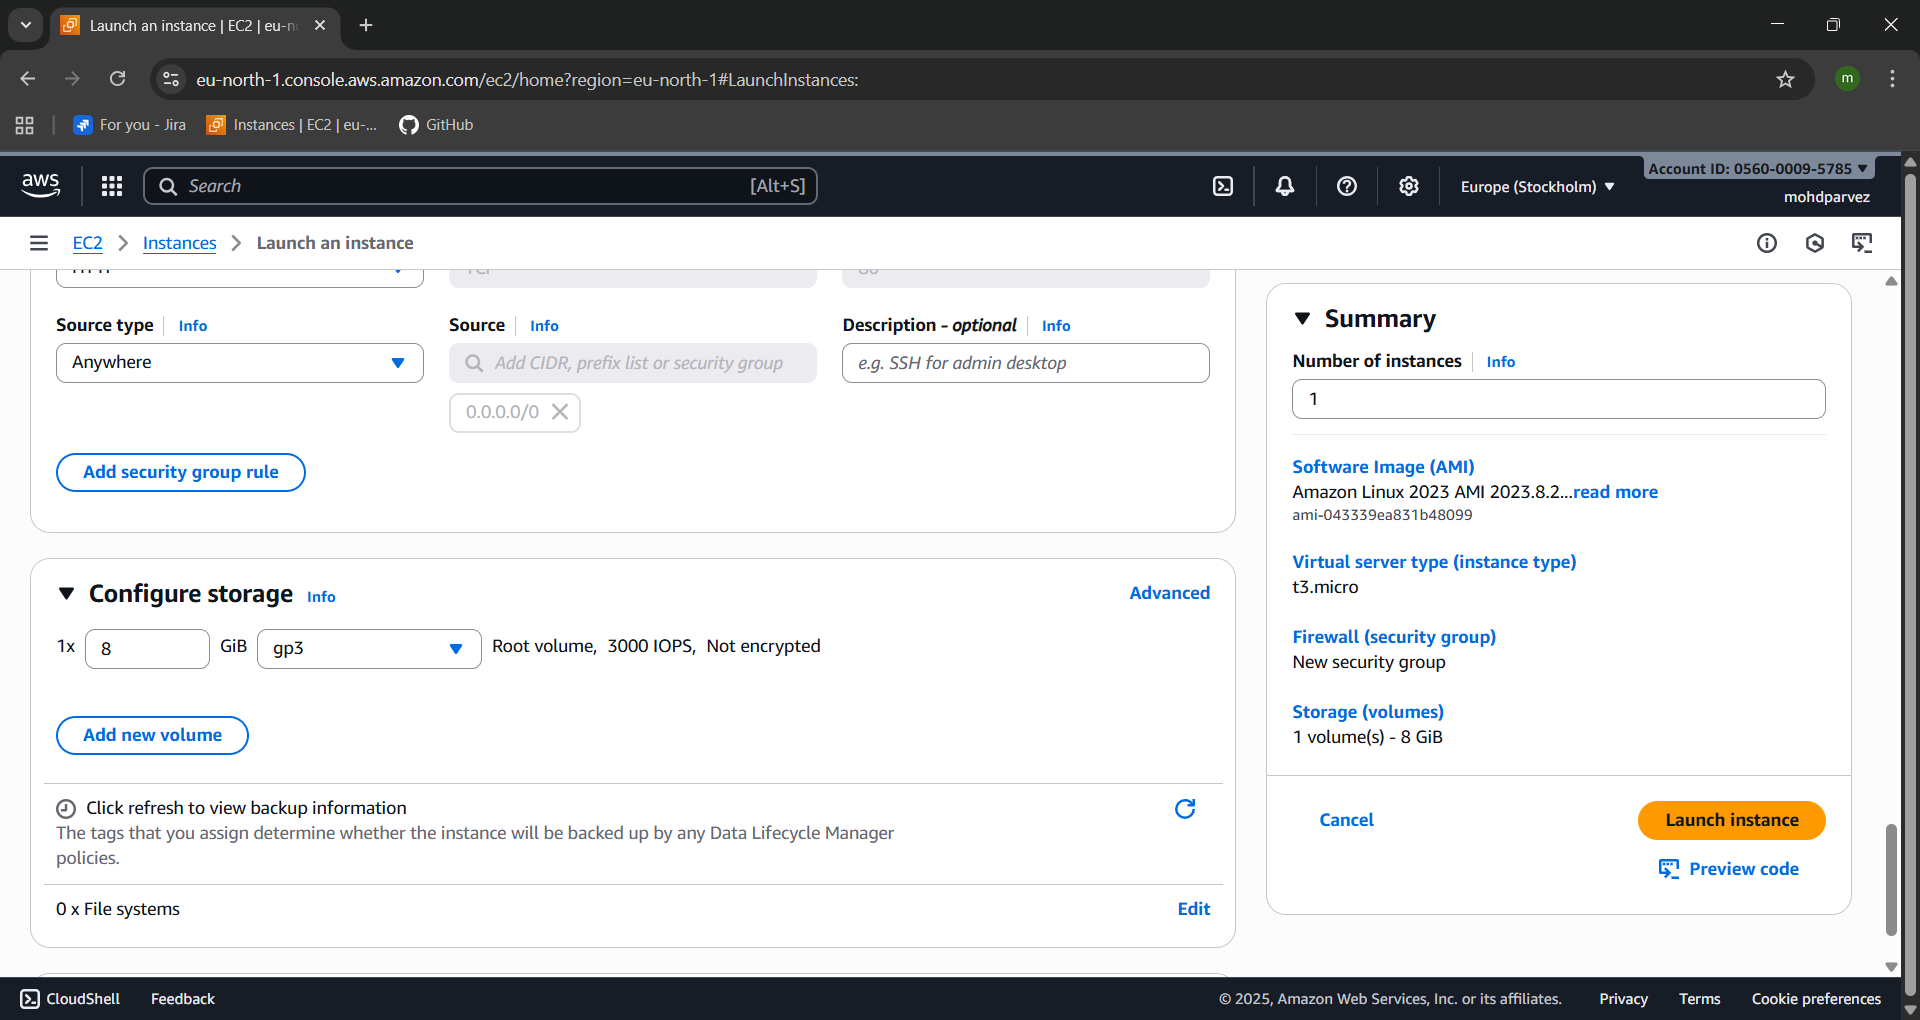 Launch an instance | EC2 | eu-n
eu-north-1.console.aws.amazon.com/ec2/home?region=eu-north-1#LaunchInstances:
m
For you - Jira
Instances | EC2 | eu-...
GitHub
aws
Search
[Alt+S]
Europe (Stockholm)
Account ID: 0560-0009-5785
mohdparvez
EC2
Instances
Launch an instance
Source type
Info
Source
Info
Description - optional
Info
Anywhere
Add CIDR, prefix list or security group
e.g. SSH for admin desktop
0.0.0.0/0
Add security group rule
Configure storage
Info
Advanced
1x
8
GiB
gp3
Root volume, 3000 IOPS, Not encrypted
Add new volume
Click refresh to view backup information
The tags that you assign determine whether the instance will be backed up by any Data Lifecycle Manager
policies.
0 x File systems
Edit
Summary
Number of instances
Info
1
Software Image (AMI)
Amazon Linux 2023 AMI 2023.8.2...read more
ami-043339ea831b48099
Virtual server type (instance type)
t3.micro
Firewall (security group)
New security group
Storage (volumes)
1 volume(s) - 8 GiB
Cancel
Launch instance
Preview code
CloudShell
Feedback
© 2025, Amazon Web Services, Inc. or its affiliates.
Privacy
Terms
Cookie preferences